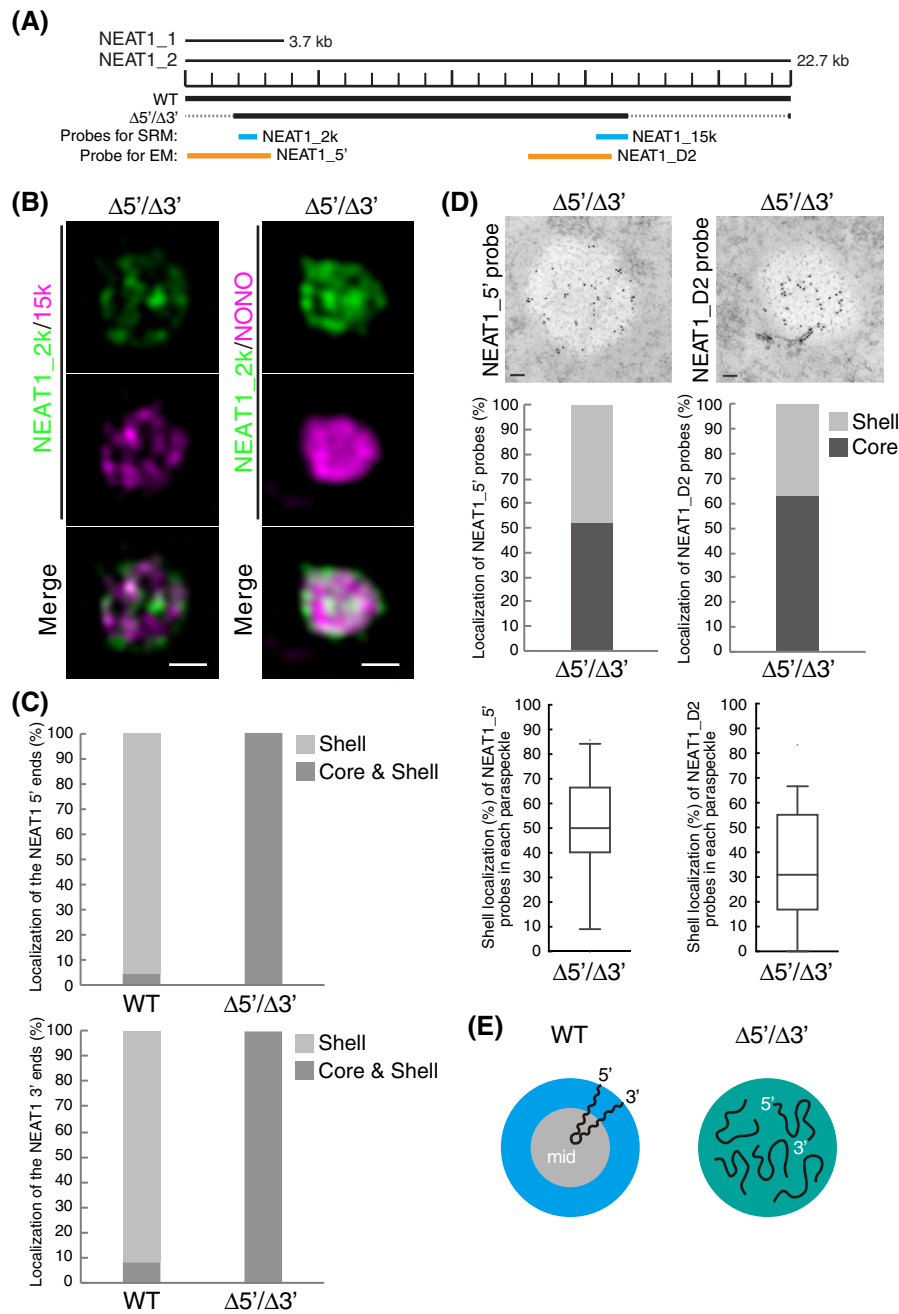 (A)
NEAT1_1
3.7 kb
NEAT1_2
22.7 kb
WT
Δ5'/Δ3'
Probes for SRM:
NEAT1_2k
NEAT1_15k
Probe for EM:
NEAT1_5'
NEAT1_D2
(B)
Δ5'/Δ3'
Δ5'/Δ3'
NEAT1_2k/15k
NEAT1_2k/NONO
Merge
Merge
(C)
Localization of the NEAT1 5' ends (%)
100
90
80
70
60
50
40
30
20
10
0
Shell
Core & Shell
WT
Δ5'/Δ3'
Localization of the NEAT1 3' ends (%)
100
90
80
70
60
50
40
30
20
10
0
Shell
Core & Shell
WT
Δ5'/Δ3'
(D)
Δ5'/Δ3'
Δ5'/Δ3'
NEAT1_5' probe
NEAT1_D2 probe
Localization of NEAT1_5' probes (%)
100
90
80
70
60
50
40
30
20
10
0
Δ5'/Δ3'
Localization of NEAT1_D2 probes (%)
100
90
80
70
60
50
40
30
20
10
0
Δ5'/Δ3'
Shell
Core
Shell localization (%) of NEAT1_5'
probes in each paraspeckle
100
90
80
70
60
50
40
30
20
10
0
Δ5'/Δ3'
Shell localization (%) of NEAT1_D2
probes in each paraspeckle
100
90
80
70
60
50
40
30
20
10
0
Δ5'/Δ3'
(E)
WT
Δ5'/Δ3'
5'
3'
mid
5'
3'